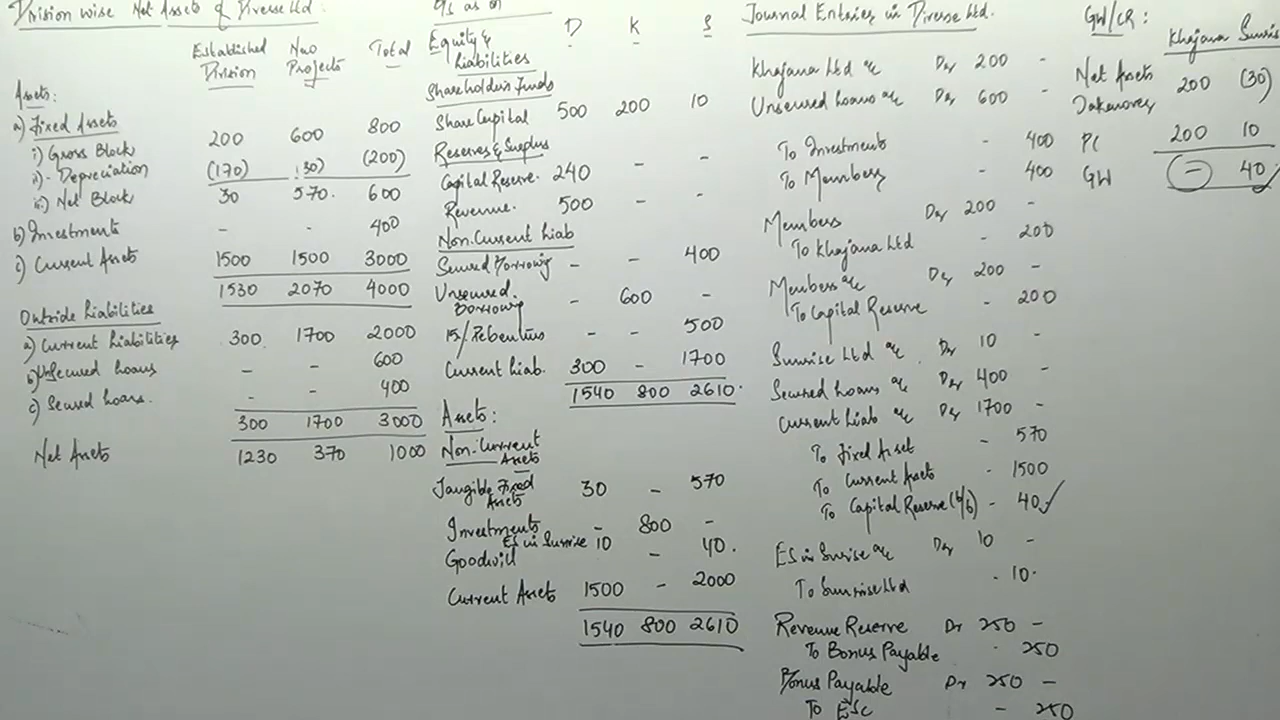 Division wise Net Assets of Diverse Ltd:
Established Division New Projects Total
Assets:
a) Fixed Assets
i) Gross Block 200 600 800
ii) - Depreciation (170) (30) (200)
iii) Net Block 30 570 600
b) Investments - - 400
c) Current Assets 1500 1500 3000
1530 2070 4000
Outside Liabilities
a) Current Liabilities 300 1700 2000
b) UnSecured Loans - - 600
c) Secured Loans. - - 400
300 1700 3000
Net Assets 1230 370 1000
B/S as on D K S
Equity &
Liabilities
Shareholder's Funds
Share Capital 500 200 10
Reserves & Surplus
Capital Reserve. 240 - -
Revenue. 500 - -
Non.Current Liab
Secured Borrowing - - 400
Unsecured. Borrowing - 600 -
15% Debentures - - 500
Current Liab. 300 - 1700
1540 800 2610.
Assets:
Non-Current
Assets
Tangible Fixed Assets 30 - 570
Investments - 800 -
ES in Sunrise 10
Goodwill - 40.
Current Assets 1500 - 2000
1540 800 2610
Journal Entries in Diverse Ltd.
Khajana Ltd a/c Dr 200 -
Unsecured Loans a/c Dr 600 -
To Investments - 400
To Members - 400
Members Dr 200 -
To Khajana Ltd - 200
Members a/c Dr 200 -
To Capital Reserve - 200
Sunrise Ltd a/c Dr 10 -
Secured Loans a/c Dr 400 -
Current Liab a/c Dr 1700 -
To Fixed Asset - 570
To Current Assets - 1500
To Capital Reserve (b/b) - 40
ES in Sunrise a/c Dr 10 -
To Sunrise Ltd - 10.
Revenue Reserve Dr 250 -
To Bonus Payable - 250
Bonus Payable Dr 250 -
To ESC - 250
GW/CR:
Khajana Sunris
Net Assets
Takenover 200 (30)
PC 200 10
GW - 40